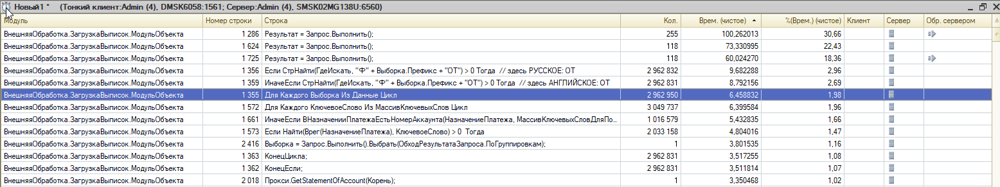 Новый1 * (Тонкий клиент:Admin (4), DMSK6058:1561; Сервер:Admin (4), SMSK02MG138U:6560)
Модуль Номер строки Строка Кол. Врем. (чистое) %(Врем.) (чистое) Клиент Сервер Обр. сервером
ВнешняяОбработка.ЗагрузкаВыписок.МодульОбъекта 1 286 Результат = Запрос.Выполнить(); 255 100,262013 30,66
ВнешняяОбработка.ЗагрузкаВыписок.МодульОбъекта 1 624 Результат = Запрос.Выполнить(); 118 73,330995 22,43
ВнешняяОбработка.ЗагрузкаВыписок.МодульОбъекта 1 725 Результат = Запрос.Выполнить(); 118 60,024270 18,36
ВнешняяОбработка.ЗагрузкаВыписок.МодульОбъекта 1 356 Если СтрНайти(ГдеИскать, "Ф" + Выборка.Префикс + "ОТ") > 0 Тогда // здесь РУССКОЕ: ОТ 2 962 832 9,682288 2,96
ВнешняяОбработка.ЗагрузкаВыписок.МодульОбъекта 1 359 ИначеЕсли СтрНайти(ГдеИскать, "Ф" + Выборка.Префикс + "ОТ") > 0 Тогда // здесь АНГЛИЙСКОЕ: ОТ 2 962 831 8,792156 2,69
ВнешняяОбработка.ЗагрузкаВыписок.МодульОбъекта 1 355 Для Каждого Выборка Из Данные Цикл 2 962 950 6,458832 1,98
ВнешняяОбработка.ЗагрузкаВыписок.МодульОбъекта 1 572 Для Каждого КлючевоеСлово Из МассивКлючевыхСлов Цикл 3 049 737 6,399584 1,96
ВнешняяОбработка.ЗагрузкаВыписок.МодульОбъекта 1 661 ИначеЕсли ВНазначенииПлатежаЕстьНомерАккаунта(НазначениеПлатежа, МассивКлючевыхСловДляПо... 1 016 579 5,432835 1,66
ВнешняяОбработка.ЗагрузкаВыписок.МодульОбъекта 1 573 Если Найти(Врег(НазначениеПлатежа), КлючевоеСлово) > 0 Тогда 2 033 158 4,804016 1,47
ВнешняяОбработка.ЗагрузкаВыписок.МодульОбъекта 2 416 Выборка = Запрос.Выполнить().Выбрать(ОбходРезультатаЗапроса.ПоГруппировкам); 1 3,801535 1,16
ВнешняяОбработка.ЗагрузкаВыписок.МодульОбъекта 1 363 КонецЦикла; 2 962 831 3,517255 1,08
ВнешняяОбработка.ЗагрузкаВыписок.МодульОбъекта 1 362 КонецЕсли; 2 962 831 3,511814 1,07
ВнешняяОбработка.ЗагрузкаВыписок.МодульОбъекта 2 018 Прокси.GetStatementOfAccount(Корень); 1 3,350468 1,02